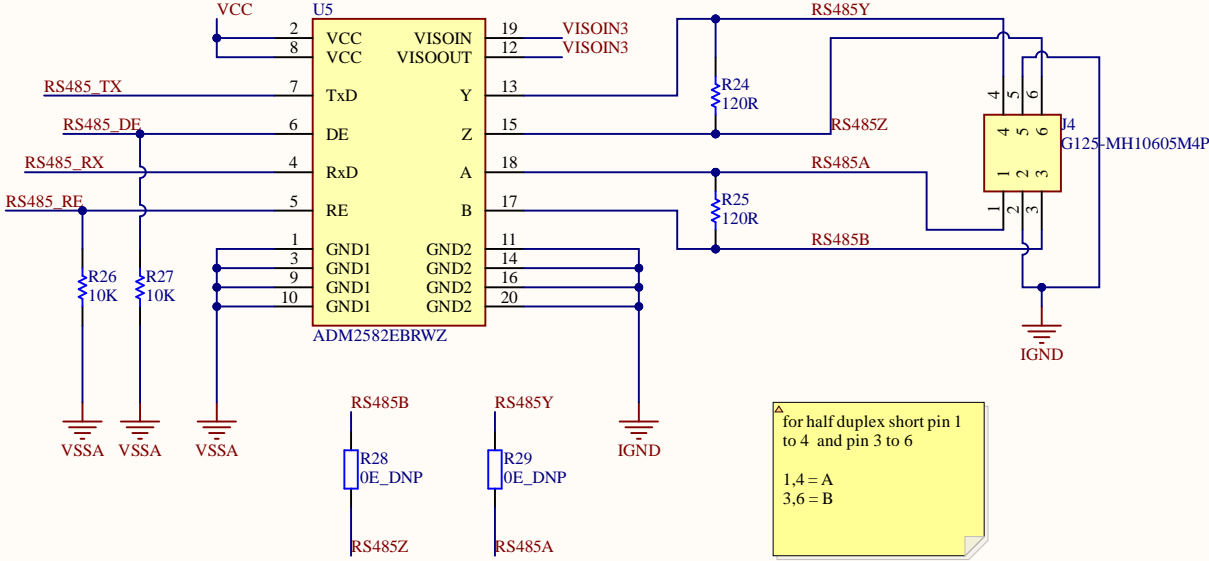 VCC
U5
RS485Y
2 VCC VISOIN 19 VISOIN3
8 VCC VISOOUT 12 VISOIN3
RS485_TX 7 TxD Y 13
R24
120R
4 5 6
RS485_DE 6 DE Z 15 RS485Z
J4
G125-MH10605M4P
4 5 6
RS485_RX 4 RxD A 18 RS485A
1 2 3
R25
120R
RS485_RE 5 RE B 17
1 2 3
RS485B
1 GND1 GND2 11
3 GND1 GND2 14
9 GND1 GND2 16
10 GND1 GND2 20
R26
10K
R27
10K
ADM2582EBRWZ
IGND
VSSA VSSA VSSA
IGND
RS485B
R28
0E_DNP
RS485Z
RS485Y
R29
0E_DNP
RS485A
for half duplex short pin 1
to 4 and pin 3 to 6
1,4 = A
3,6 = B